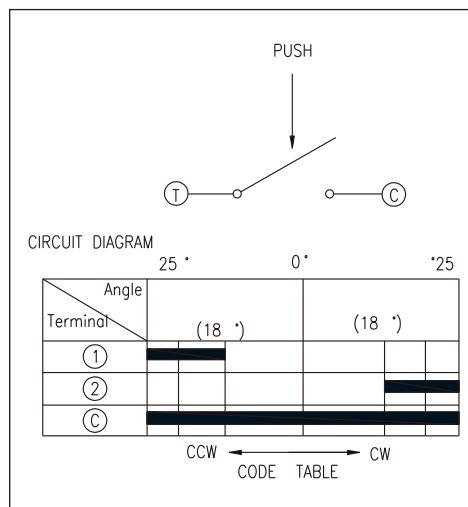 PUSH
T C
CIRCUIT DIAGRAM
25 ° 0° °25
Angle
Terminal
(18 °) (18 °)
1
2
C
CCW CW
CODE TABLE